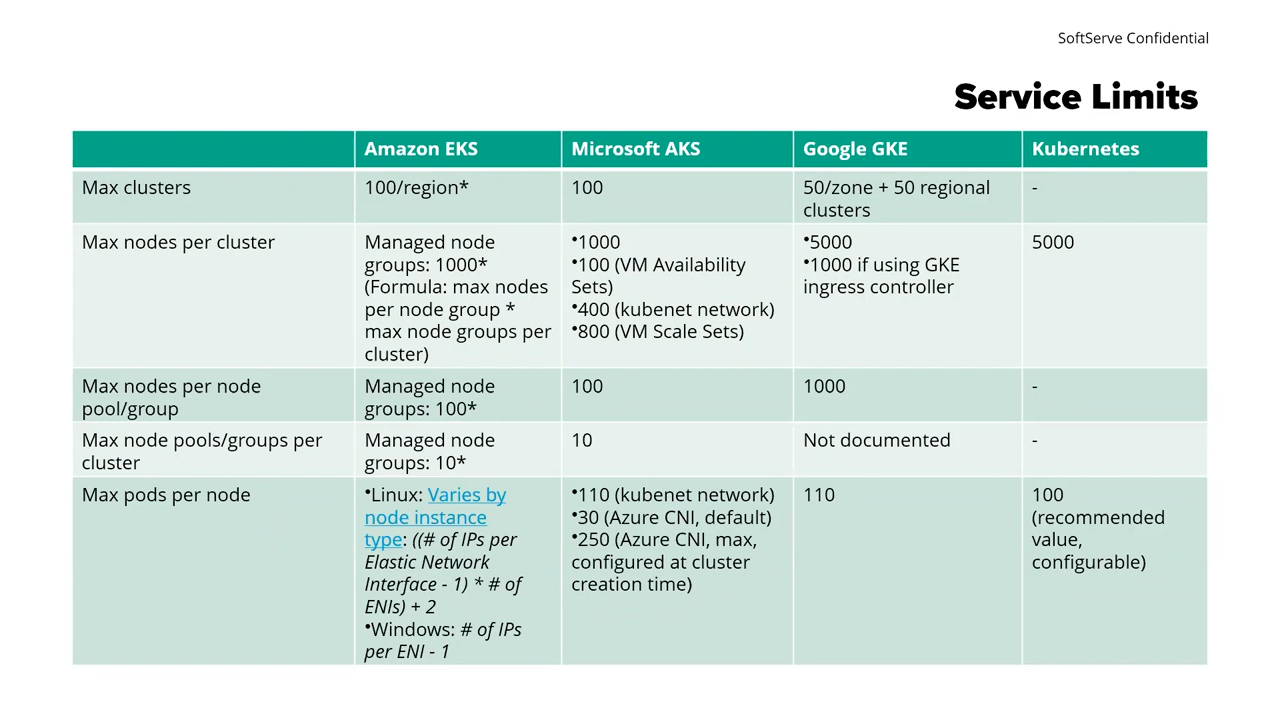 SoftServe Confidential
Service Limits
Amazon EKS
Microsoft AKS
Google GKE
Kubernetes
Max clusters
100/region*
100
50/zone + 50 regional
clusters
-
Max nodes per cluster
Managed node
groups: 1000*
(Formula: max nodes
per node group *
max node groups per
cluster)
•1000
•100 (VM Availability
Sets)
•400 (kubenet network)
•800 (VM Scale Sets)
•5000
•1000 if using GKE
ingress controller
5000
Max nodes per node
pool/group
Managed node
groups: 100*
100
1000
-
Max node pools/groups per
cluster
Managed node
groups: 10*
10
Not documented
-
Max pods per node
•Linux: Varies by
node instance
type: ((# of IPs per
Elastic Network
Interface - 1) * # of
ENIs) + 2
•Windows: # of IPs
per ENI - 1
•110 (kubenet network)
•30 (Azure CNI, default)
•250 (Azure CNI, max,
configured at cluster
creation time)
110
100
(recommended
value,
configurable)